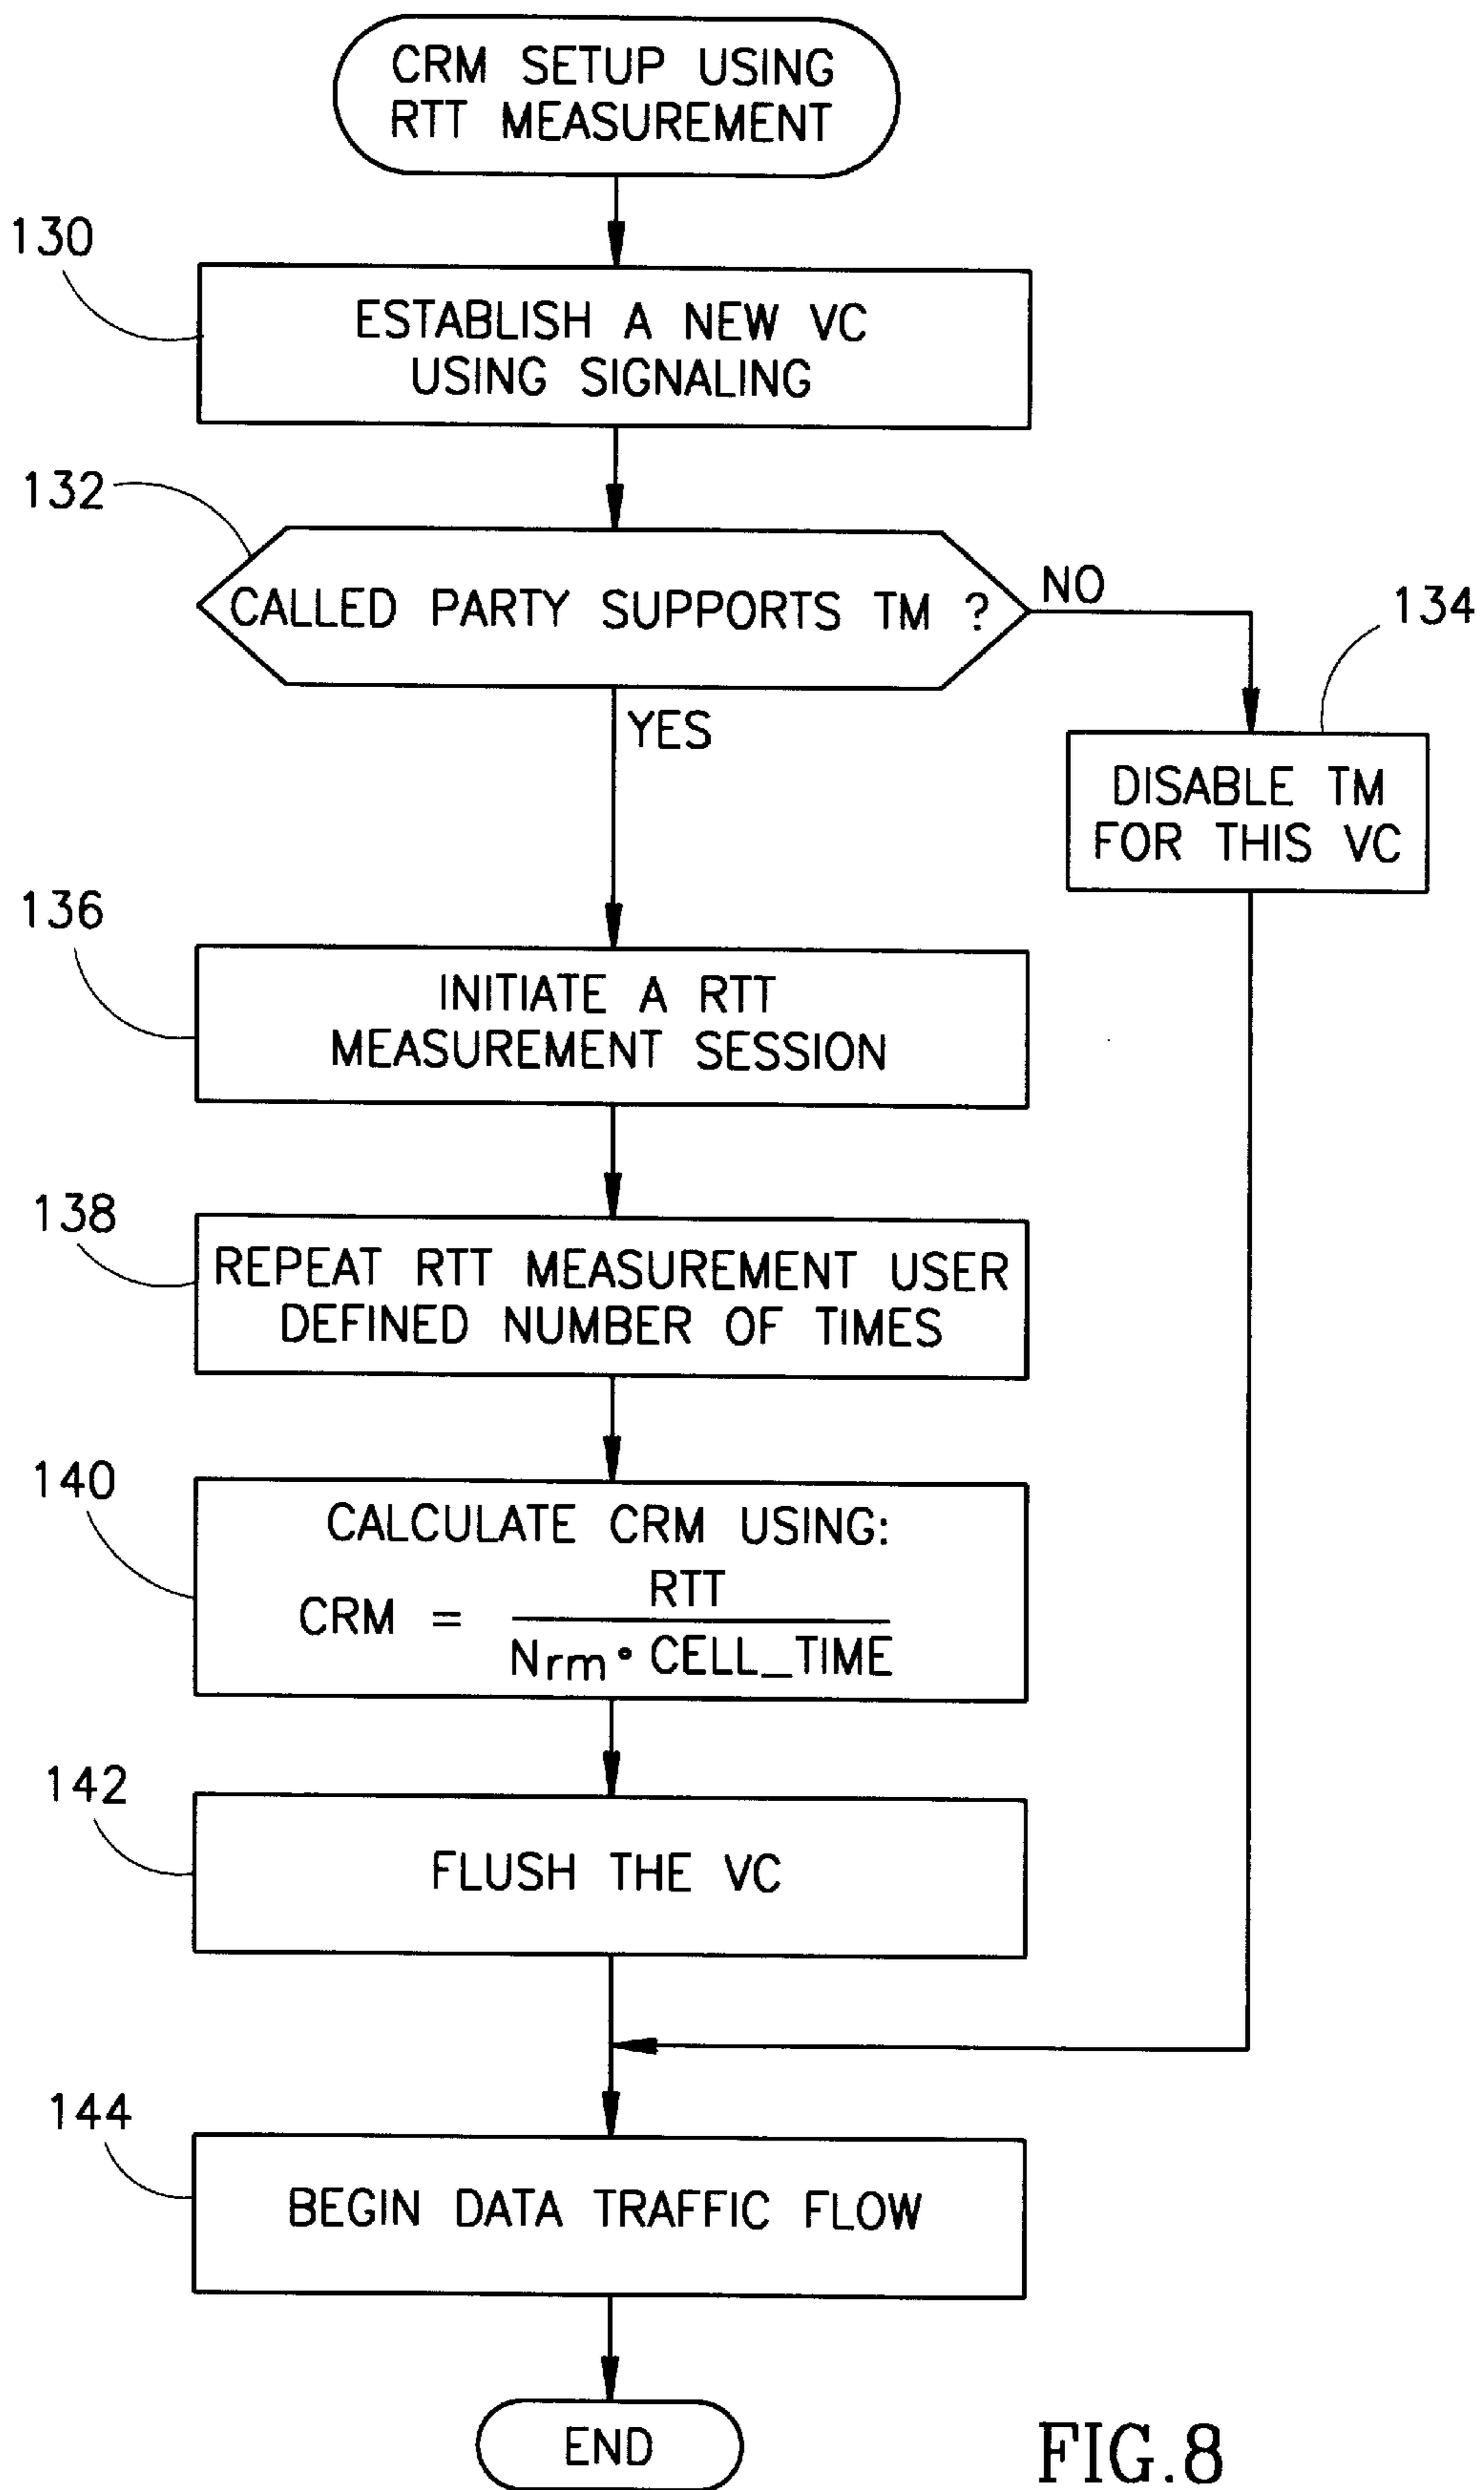 CRM SETUP USING
RTT MEASUREMENT
130
ESTABLISH A NEW VC
USING SIGNALING
132
CALLED PARTY SUPPORTS TM ?
NO
134
YES
DISABLE TM
FOR THIS VC
136
INITIATE A RTT
MEASUREMENT SESSION
138
REPEAT RTT MEASUREMENT USER
DEFINED NUMBER OF TIMES
140
CALCULATE CRM USING:
CRM = RTT
Nrm • CELL_TIME
142
FLUSH THE VC
144
BEGIN DATA TRAFFIC FLOW
END
FIG.8